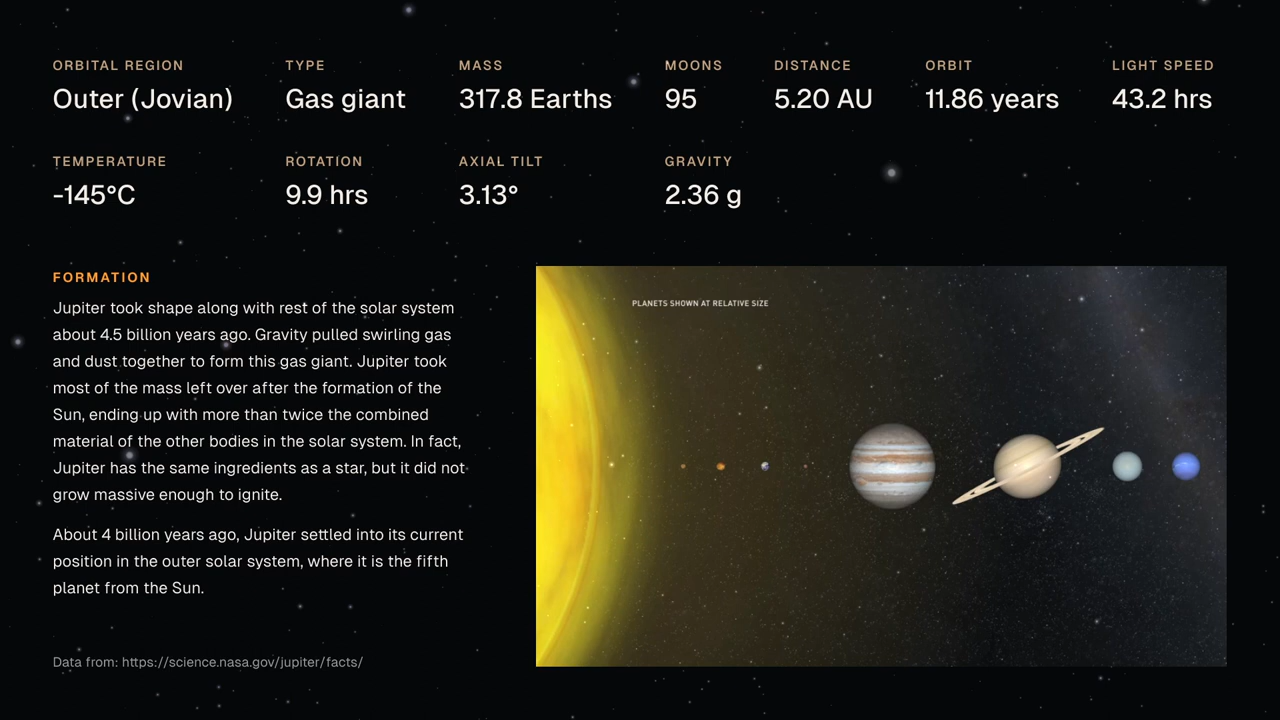 ORBITAL REGION
Outer (Jovian)
TYPE
Gas giant
MASS
317.8 Earths
MOONS
95
DISTANCE
5.20 AU
ORBIT
11.86 years
LIGHT SPEED
43.2 hrs
TEMPERATURE
-145°C
ROTATION
9.9 hrs
AXIAL TILT
3.13°
GRAVITY
2.36 g
FORMATION
Jupiter took shape along with rest of the solar system
about 4.5 billion years ago. Gravity pulled swirling gas
and dust together to form this gas giant. Jupiter took
most of the mass left over after the formation of the
Sun, ending up with more than twice the combined
material of the other bodies in the solar system. In fact,
Jupiter has the same ingredients as a star, but it did not
grow massive enough to ignite.
About 4 billion years ago, Jupiter settled into its current
position in the outer solar system, where it is the fifth
planet from the Sun.
Data from: https://science.nasa.gov/jupiter/facts/
PLANETS SHOWN AT RELATIVE SIZE